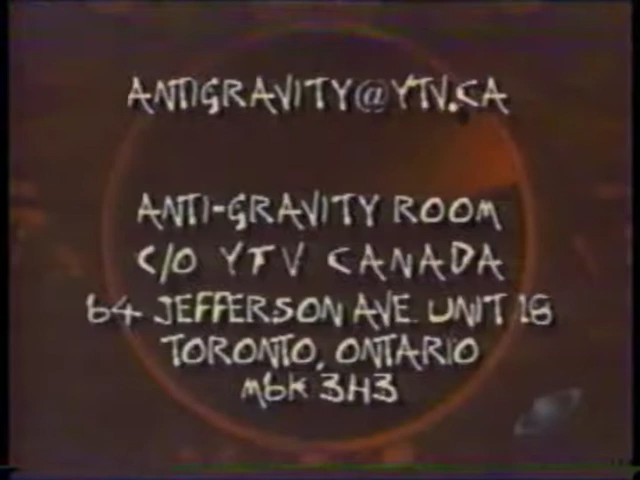 ANTIGRAVITY@YTV.CA
ANTI-GRAVITY ROOM
C/O YTV CANADA
64 JEFFERSON AVE. UNIT 18
TORONTO, ONTARIO
M6K 3H3